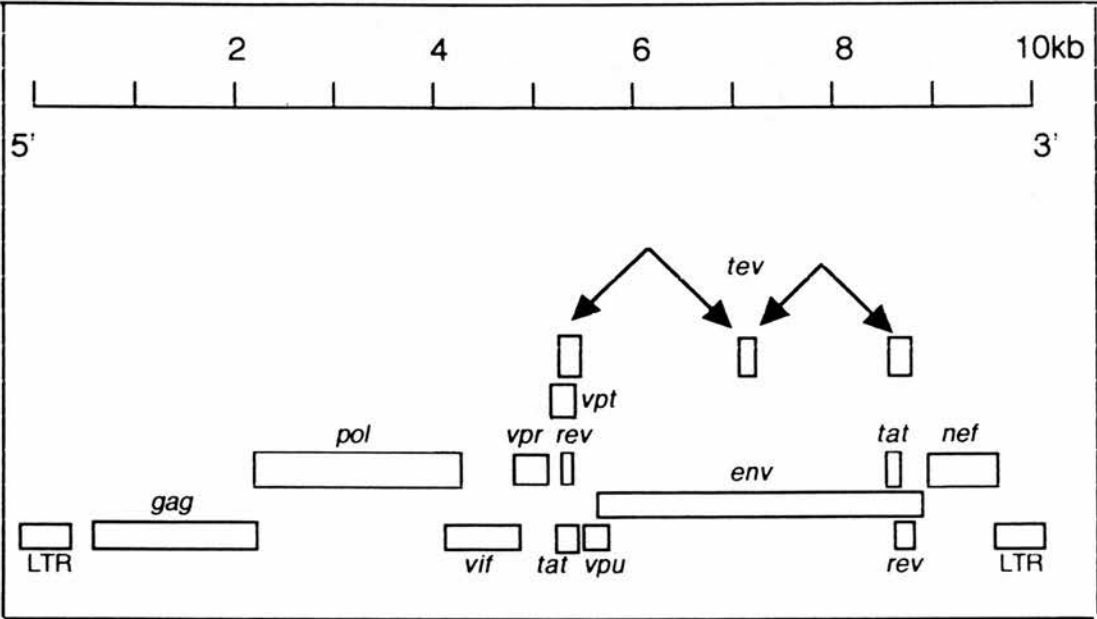 2 4 6 8 10kb
5' 3'
tev
vpt
pol vpr rev tat nef
env
gag
LTR vif tat vpu rev LTR